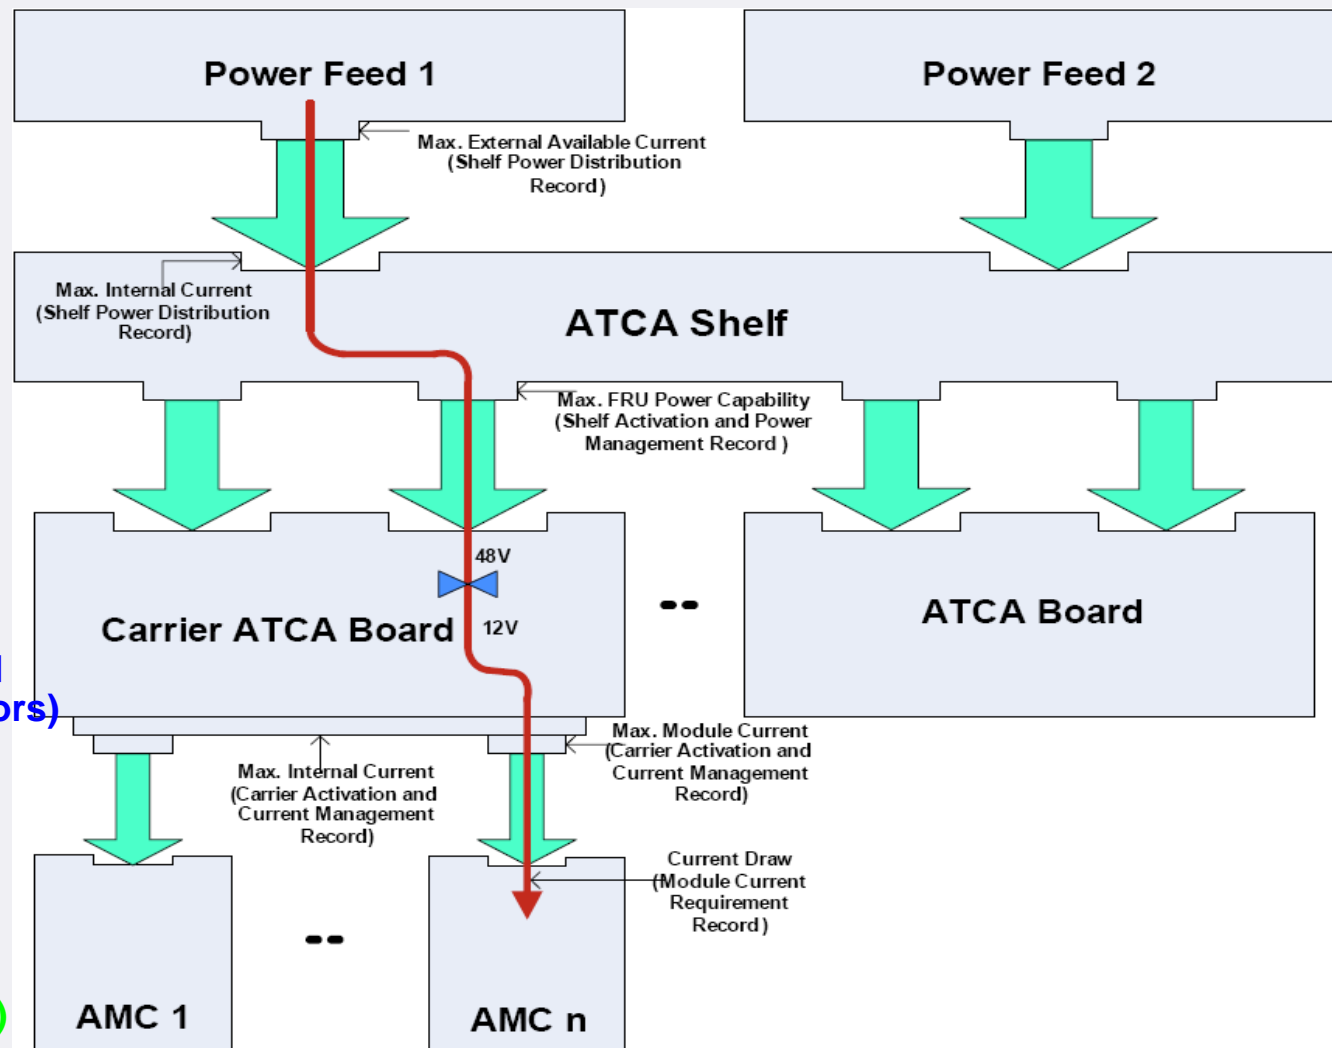 Power Feed 1
Power Feed 2
Max. External Available Current
(Shelf Power Distribution
Record)
Max. Internal Current
(Shelf Power Distribution
Record)
ATCA Shelf
Max. FRU Power Capability
(Shelf Activation and Power
Management Record )
48V
12V
Carrier ATCA Board
--
ATCA Board
ors)
Max. Module Current
(Carrier Activation and
Current Management
Record)
Max. Internal Current
(Carrier Activation and
Current Management
Record)
Current Draw
(Module Current
Requirement
Record )
--
AMC 1
AMC n
)